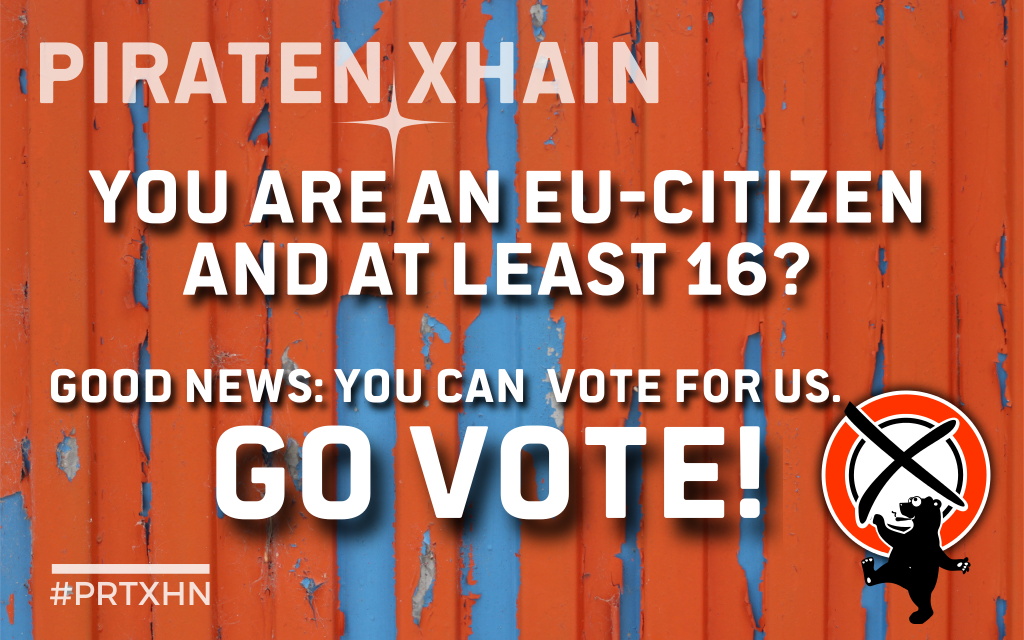 PIRATEN XHAIN
YOU ARE AN EU-CITIZEN
AND AT LEAST 16?
GOOD NEWS: YOU CAN VOTE FOR US.
GO VOTE!
#PRTXHN